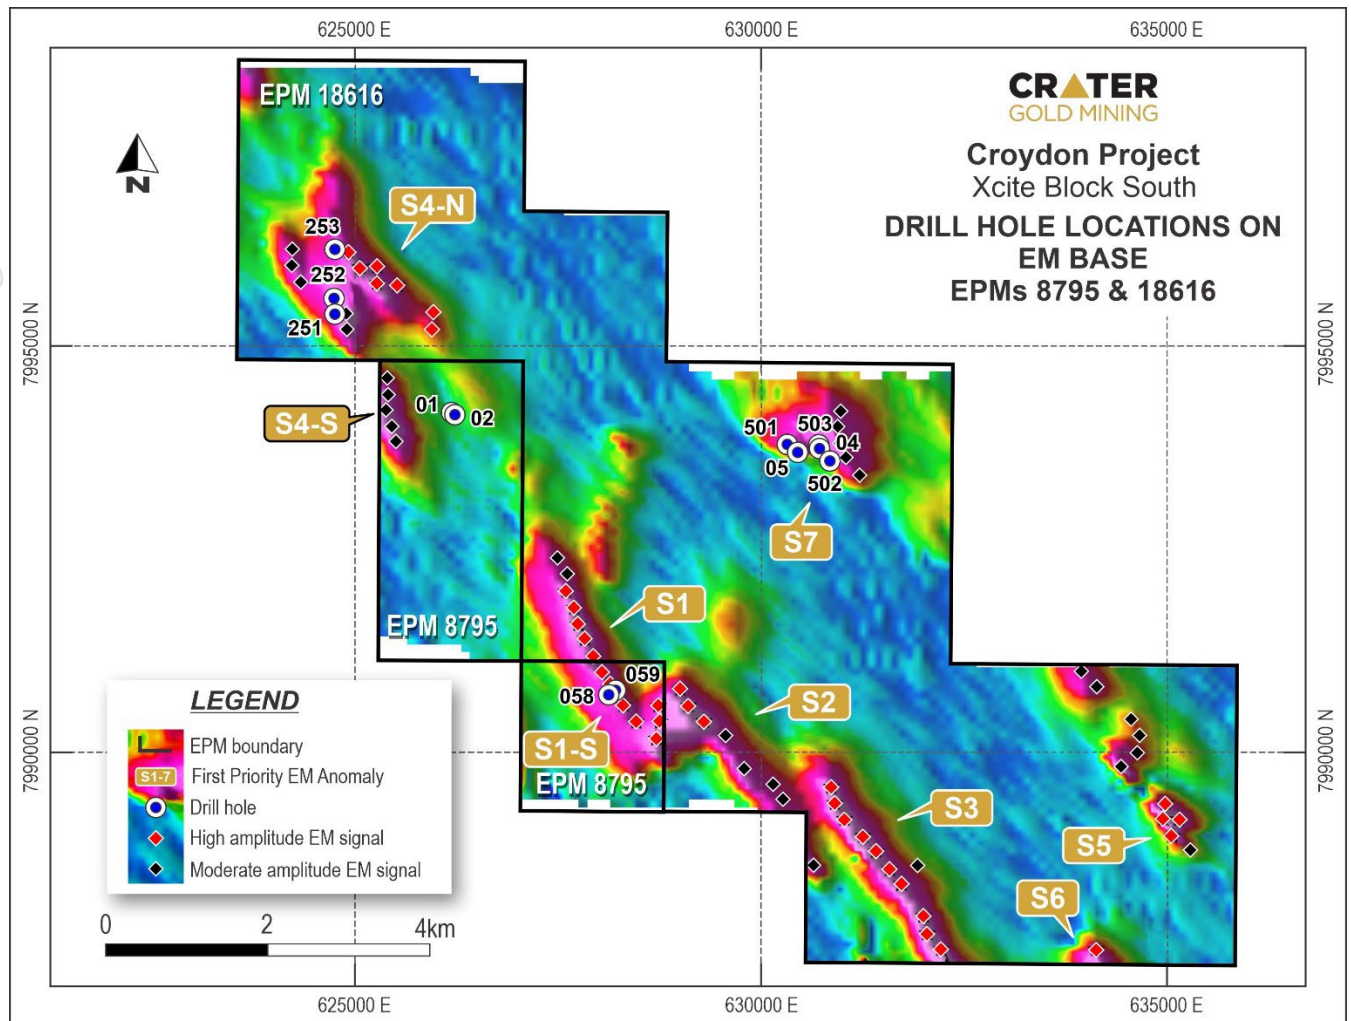 625000 E
630000 E
635000 E
CRATER
GOLD MINING
Croydon Project
Xcite Block South
DRILL HOLE LOCATIONS ON
EM BASE
EPMs 8795 & 18616
EPM 18616
N
S4-N
253
252
251
7995000 N
7995000 N
S4-S
01
02
501
503
04
05
502
S7
S1
EPM 8795
059
058
S2
S1-S
EPM 8795
7990000 N
7990000 N
S3
S5
S6
LEGEND
EPM boundary
S1-7 First Priority EM Anomaly
Drill hole
High amplitude EM signal
Moderate amplitude EM signal
0 2 4km
625000 E
630000 E
635000 E